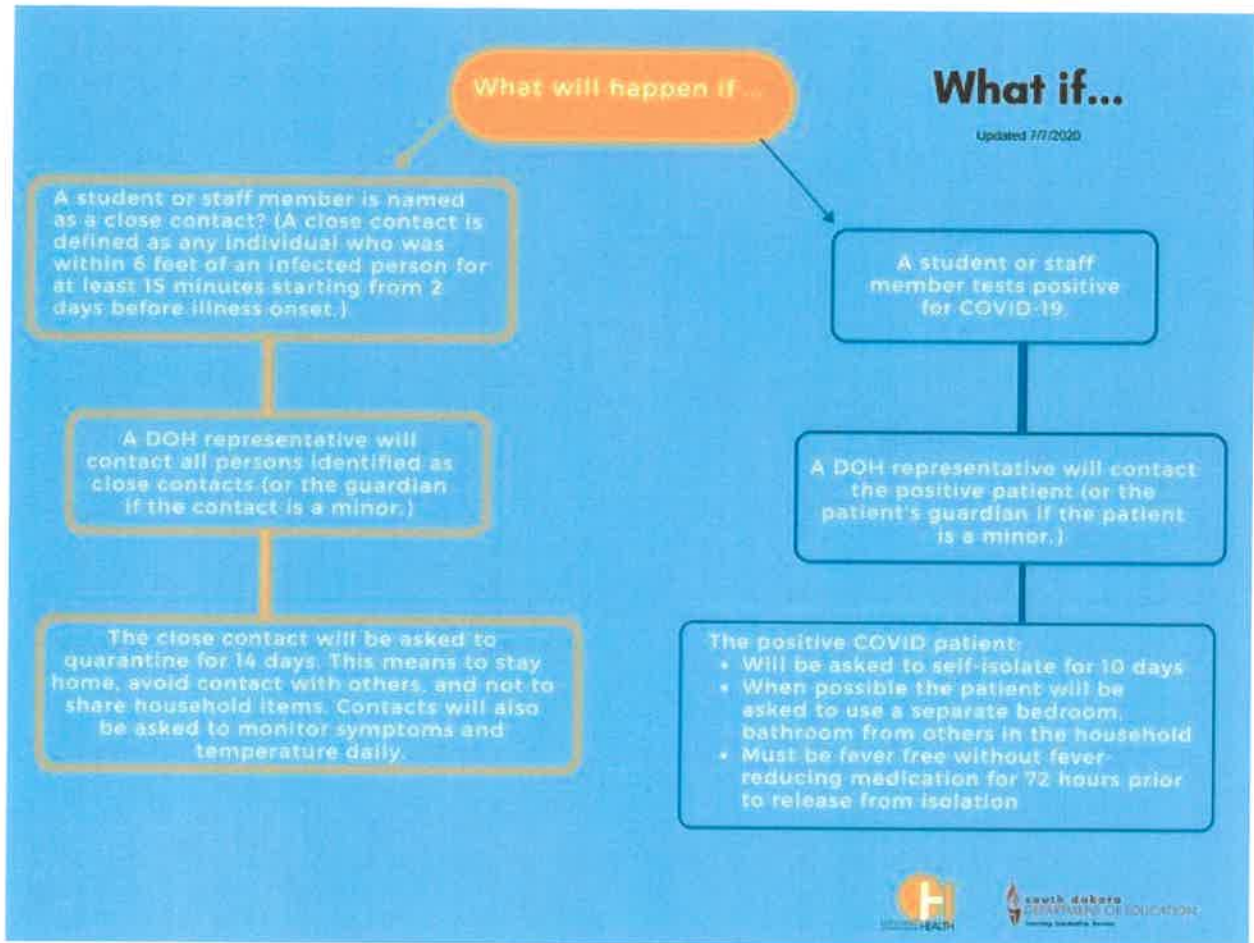 What will happen if ...
What if...
Updated 7/7/2020
A student or staff member is named
as a close contact? (A close contact is
defined as any individual who was
within 6 feet of an infected person for
at least 15 minutes starting from 2
days before illness onset.)
A DOH representative will
contact all persons identified as
close contacts (or the guardian
if the contact is a minor.)
The close contact will be asked to
quarantine for 14 days. This means to stay
home, avoid contact with others, and not to
share household items. Contacts will also
be asked to monitor symptoms and
temperature daily.
A student or staff
member tests positive
for COVID-19.
A DOH representative will contact
the positive patient (or the
patient's guardian if the patient
is a minor.)
The positive COVID patient:
• Will be asked to self-isolate for 10 days
• When possible the patient will be
asked to use a separate bedroom,
bathroom from others in the household
• Must be fever free without fever-
reducing medication for 72 hours prior
to release from isolation
HEALTH
south dakota
DEPARTMENT OF EDUCATION